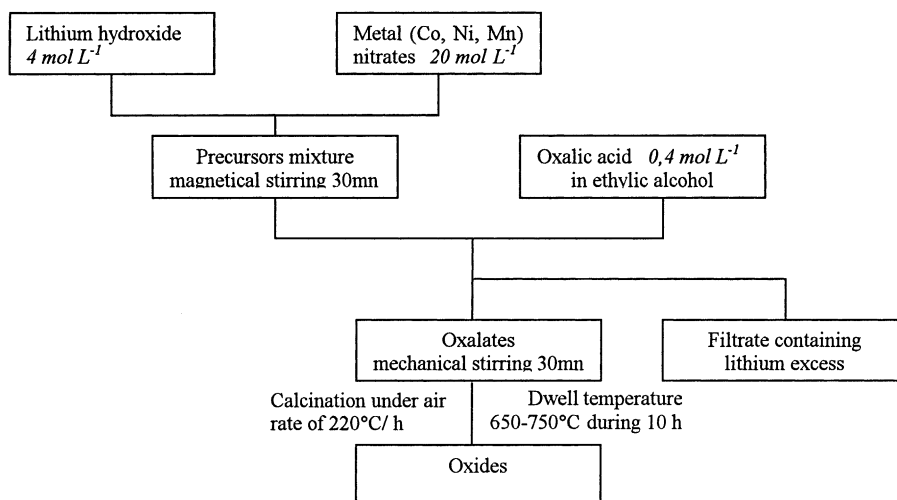 Lithium hydroxide
4 mol L⁻¹
Metal (Co, Ni, Mn)
nitrates 20 mol L⁻¹
Precursors mixture
magnetical stirring 30mn
Oxalic acid 0,4 mol L⁻¹
in ethylic alcohol
Oxalates
mechanical stirring 30mn
Filtrate containing
lithium excess
Calcination under air
rate of 220°C/ h
Dwell temperature
650-750°C during 10 h
Oxides